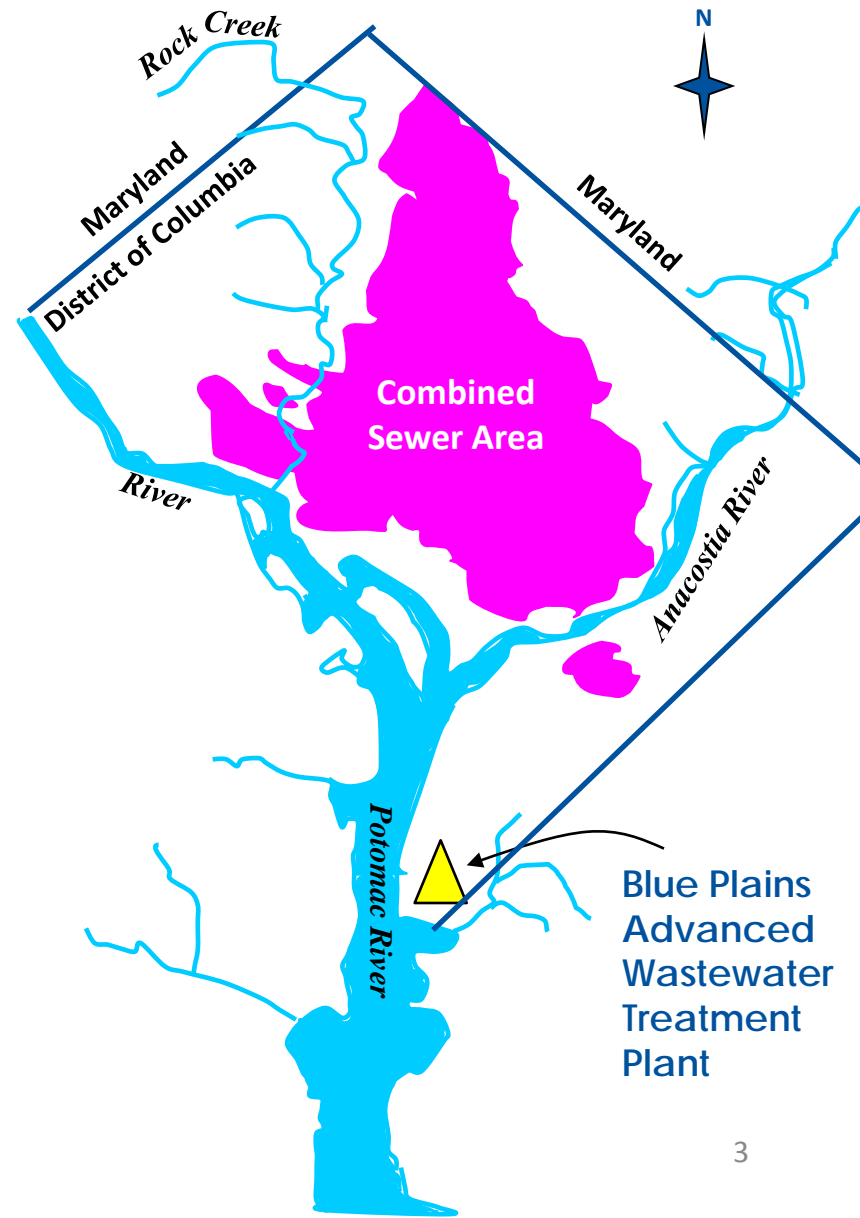 N
Rock Creek
Maryland
District of Columbia
Maryland
Combined
Sewer Area
River
Anacostia River
Potomac River
Blue Plains
Advanced
Wastewater
Treatment
Plant
3